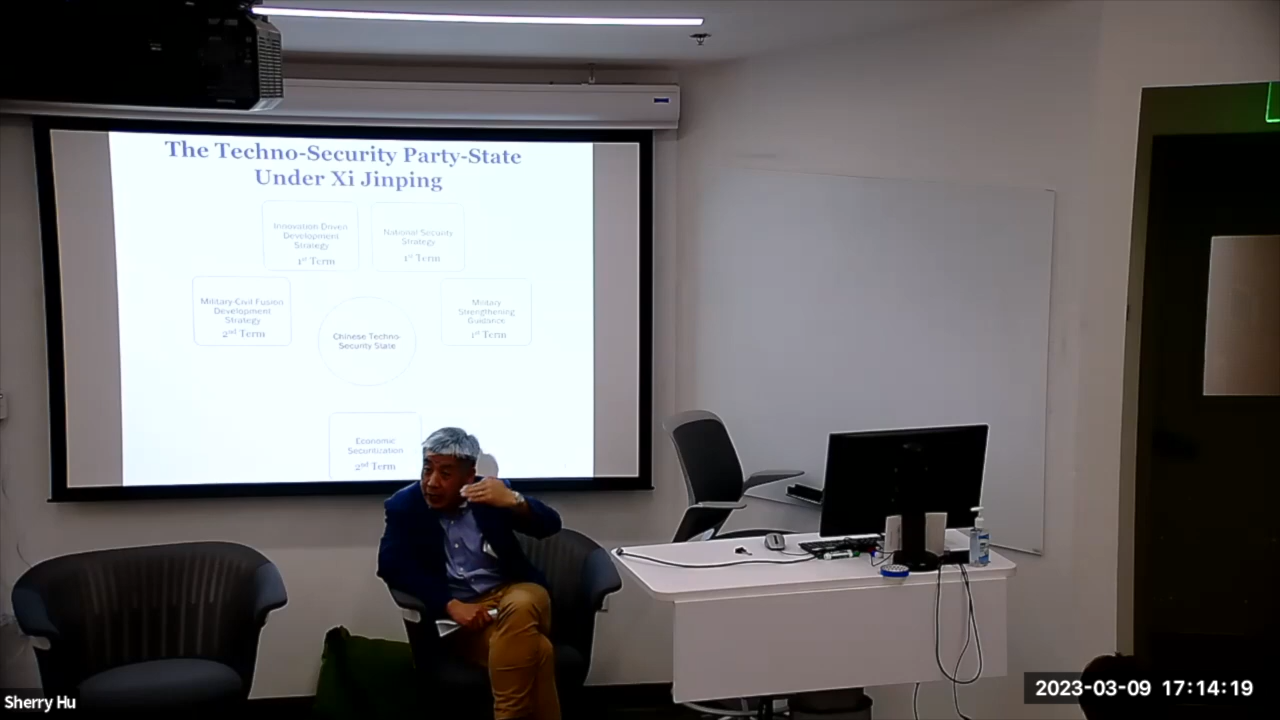 The Techno-Security Party-State
Under Xi Jinping
Innovation Driven
Development
Strategy
1st Term
National Security
Strategy
1st Term
Military-Civil Fusion
Development
Strategy
2nd Term
Military
Strengthening
Guidance
1st Term
Chinese Techno-
Security State
Economic
Securitization
2nd Term
Sherry Hu
2023-03-09 17:14:19